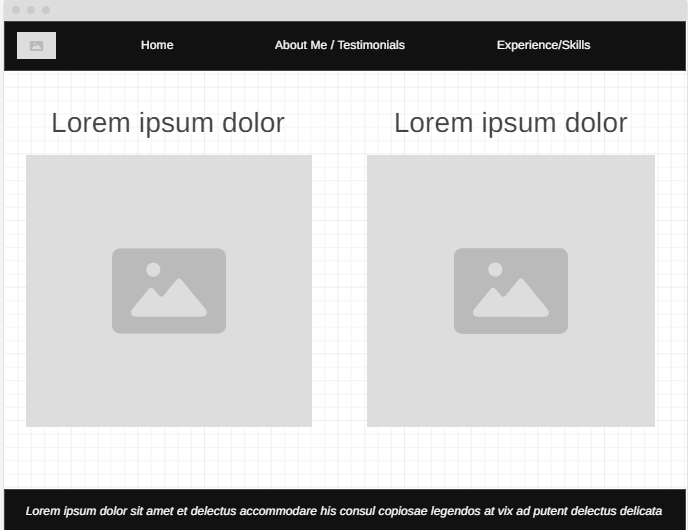 Home
About Me / Testimonials
Experience/Skills
Lorem ipsum dolor
Lorem ipsum dolor
Lorem ipsum dolor sit amet et delectus accommodare his consul copiosae legendos at vix ad putent delectus delicata